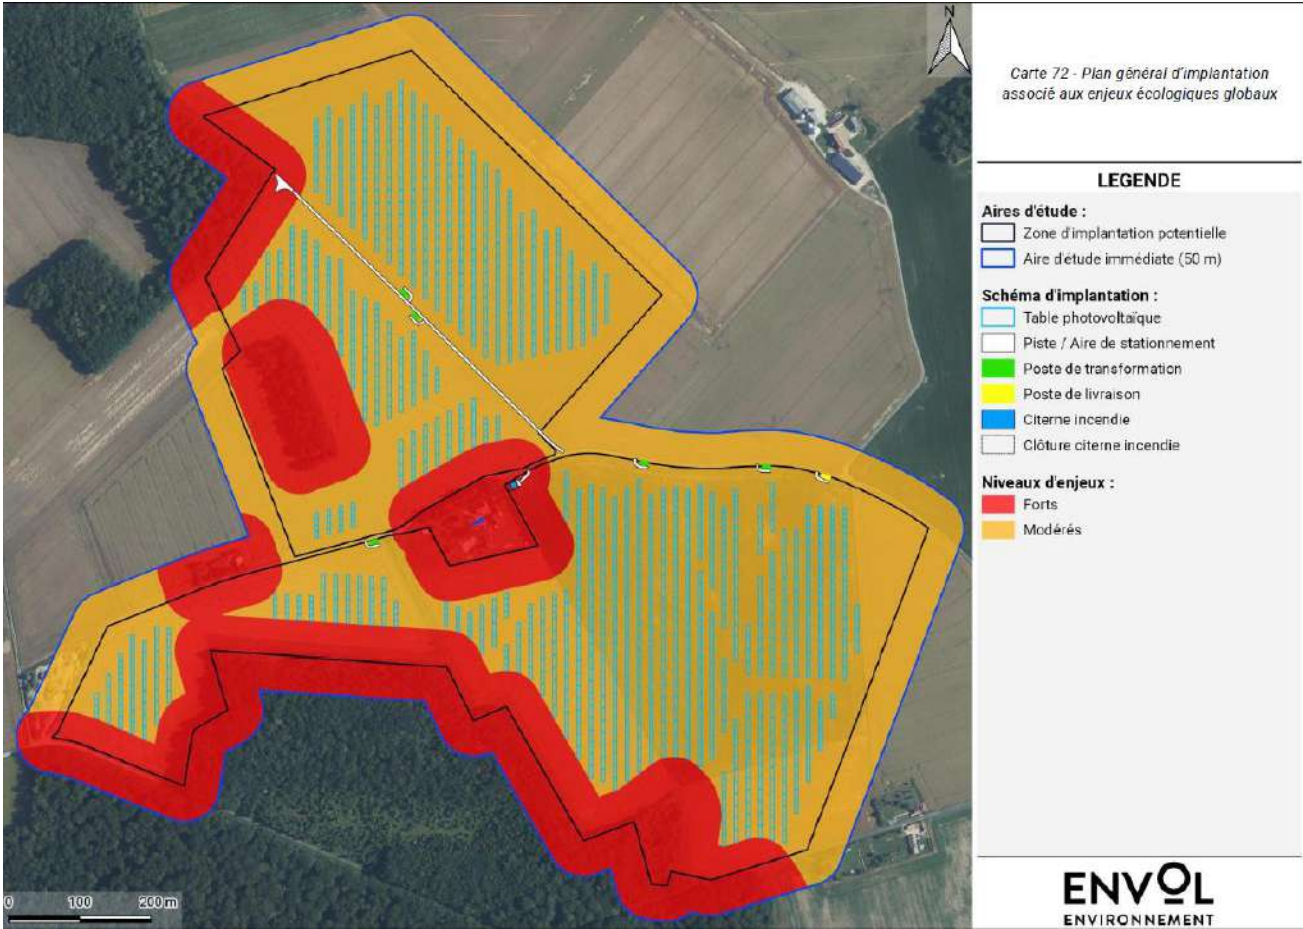 N
Carte 72 - Plan général d'implantation
associé aux enjeux écologiques globaux
LEGENDE
Aires d'étude :
Zone d'implantation potentielle
Aire d'étude immédiate (50 m)
Schéma d'implantation :
Table photovoltaïque
Piste / Aire de stationnement
Poste de transformation
Poste de livraison
Citerne incendie
Clôture citerne incendie
Niveaux d'enjeux :
Forts
Modérés
0 100 200 m
ENVOL
ENVIRONNEMENT